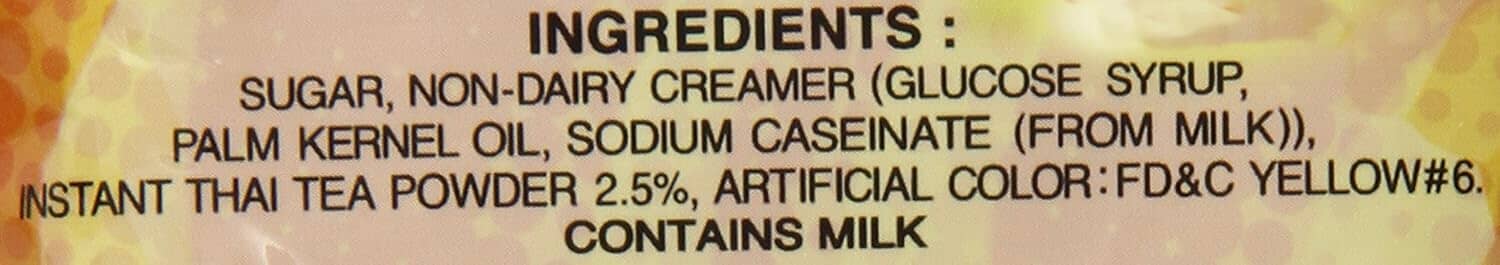 INGREDIENTS :
SUGAR, NON-DAIRY CREAMER (GLUCOSE SYRUP,
PALM KERNEL OIL, SODIUM CASEINATE (FROM MILK)),
INSTANT THAI TEA POWDER 2.5%, ARTIFICIAL COLOR:FD&C YELLOW#6.
CONTAINS MILK